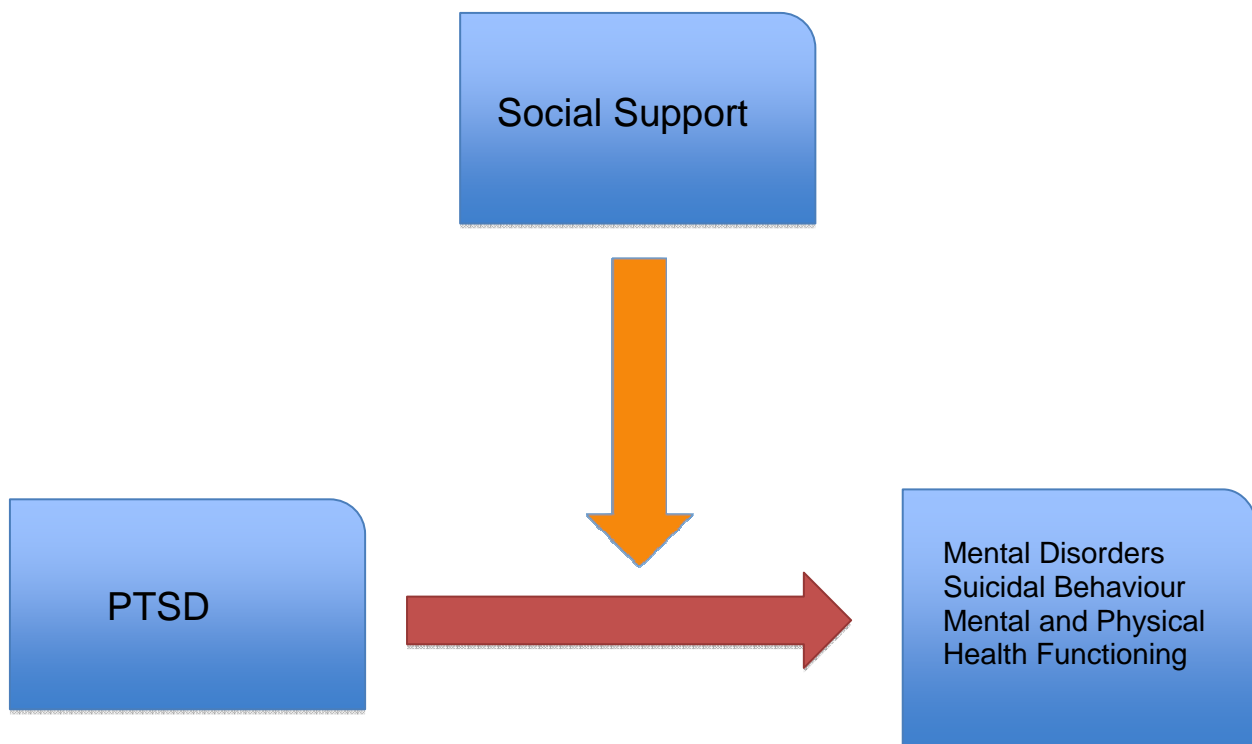 Social Support
PTSD
Mental Disorders
Suicidal Behaviour
Mental and Physical
Health Functioning